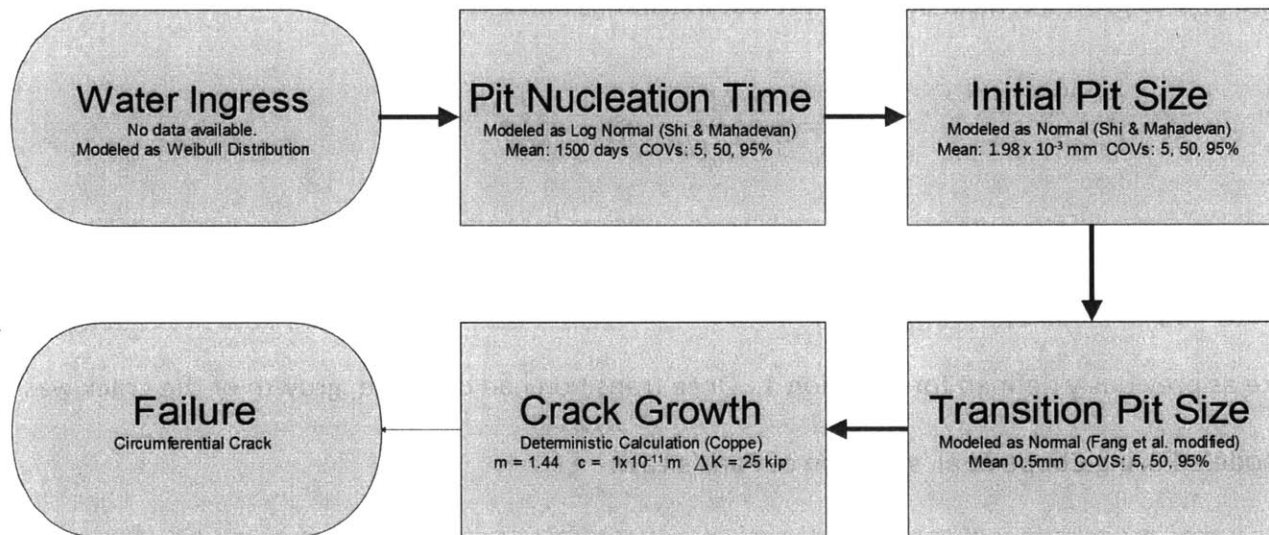 Water Ingress
No data available.
Modeled as Weibull Distribution
Pit Nucleation Time
Modeled as Log Normal (Shi & Mahadevan)
Mean: 1500 days COVs: 5, 50, 95%
Initial Pit Size
Modeled as Normal (Shi & Mahadevan)
Mean: 1.98 x 10⁻³ mm COVs: 5, 50, 95%
Transition Pit Size
Modeled as Normal (Fang et al. modified)
Mean 0.5mm COVS: 5, 50, 95%
Crack Growth
Deterministic Calculation (Coppe)
m = 1.44 c = 1x10⁻¹¹ m ΔK = 25 kip
Failure
Circumferential Crack